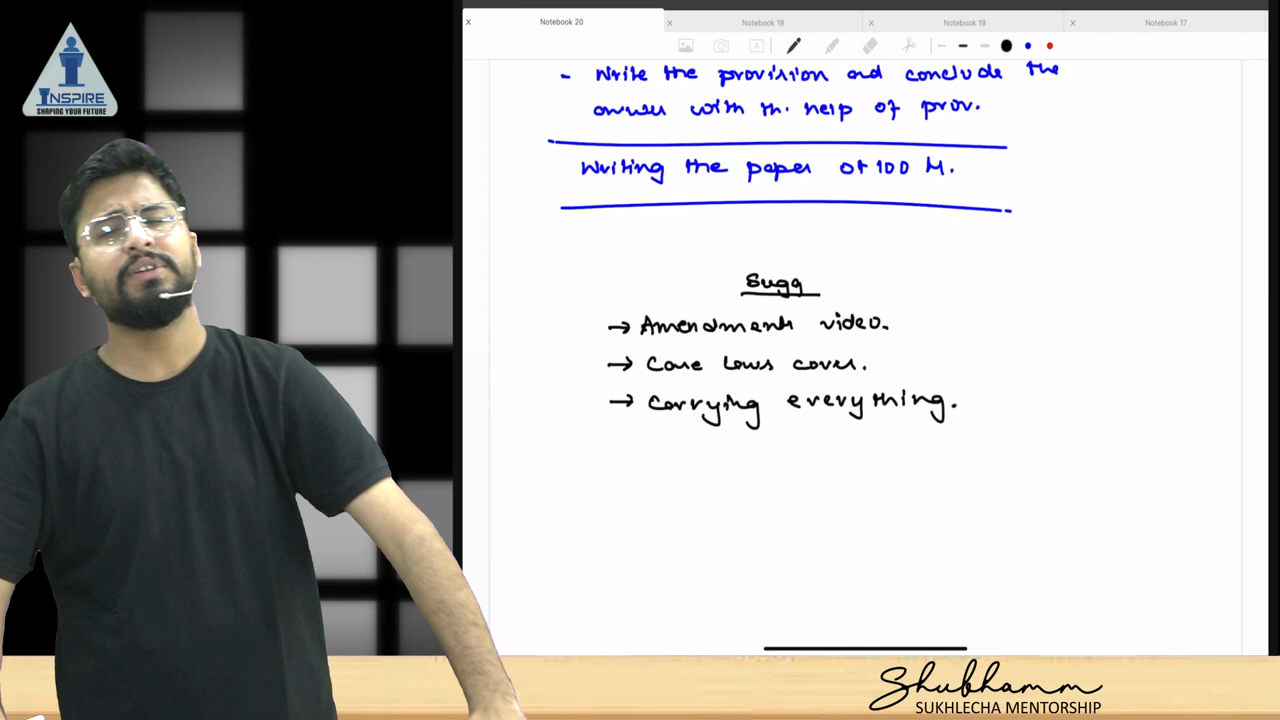 INSPIRE
SHAPING YOUR FUTURE
Notebook 20
Notebook 18
Notebook 19
Notebook 17
- Write the provision and conclude the
answer with th. help of prov.
Writing the paper of 100 M.
Sugg
→ Amendments video.
→ Case laws cover.
→ Carrying everything.
Shubhamm
SUKHLECHA MENTORSHIP